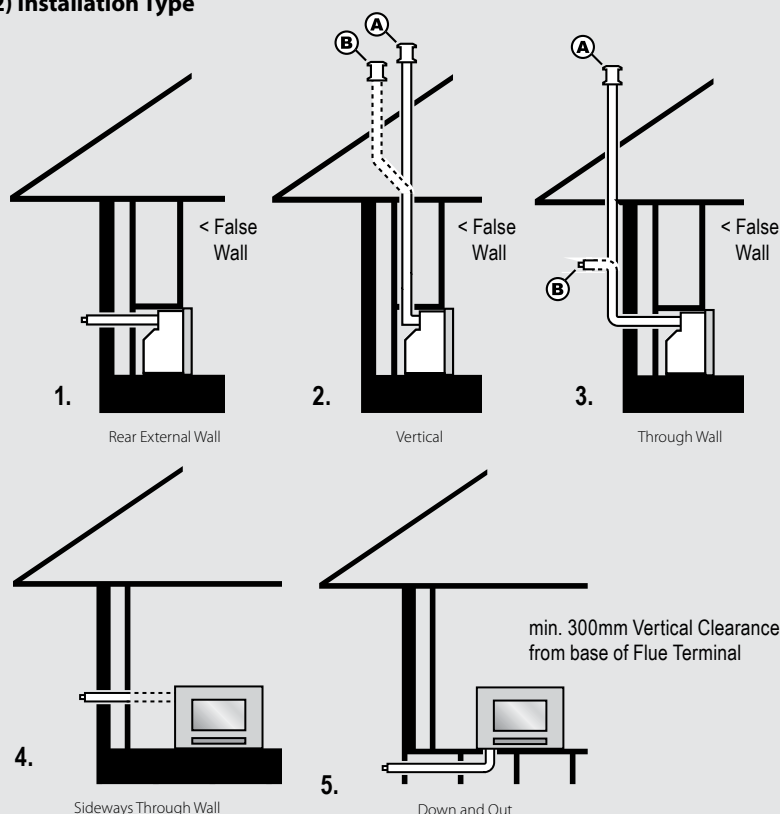 2) Installation Type
B
A
A
< False
Wall
< False
Wall
< False
Wall
B
1.
2.
3.
Rear External Wall
Vertical
Through Wall
min. 300mm Vertical Clearance
from base of Flue Terminal
4.
5.
Sideways Through Wall
Down and Out